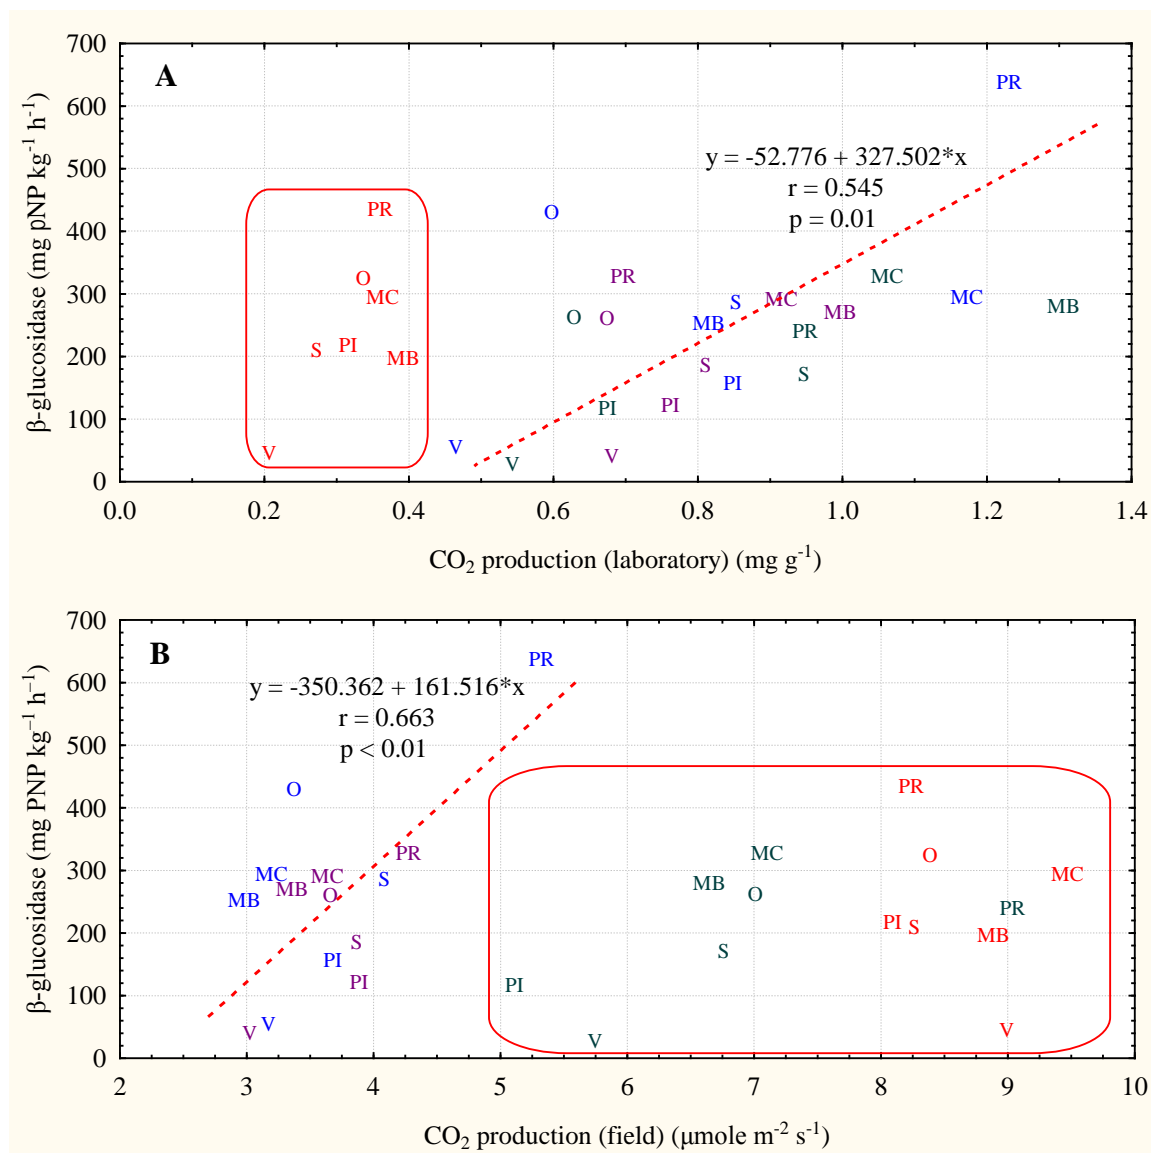 A
700
600
500
400
300
200
100
0
β-glucosidase (mg pNP kg⁻¹ h⁻¹)
y = -52.776 + 327.502*x
r = 0.545
p = 0.01
PR
PR
O
O
PR
MC
MC
MC
MC
MB
O
O
S
MB
MB
PR
S
PI
MB
S
S
PI
PI
PI
V
V
V
V
0.0 0.2 0.4 0.6 0.8 1.0 1.2 1.4
CO₂ production (laboratory) (mg g⁻¹)
B
700
600
500
400
300
200
100
0
β-glucosidase (mg PNP kg⁻¹ h⁻¹)
y = -350.362 + 161.516*x
r = 0.663
p < 0.01
PR
O
PR
PR
MC
O
MC
MC
MC
S
MB
MB
MB
O
O
PR
PI
S
MB
S
S
PI
PI
PI
V
V
V
V
2 3 4 5 6 7 8 9 10
CO₂ production (field) (μmole m⁻² s⁻¹)